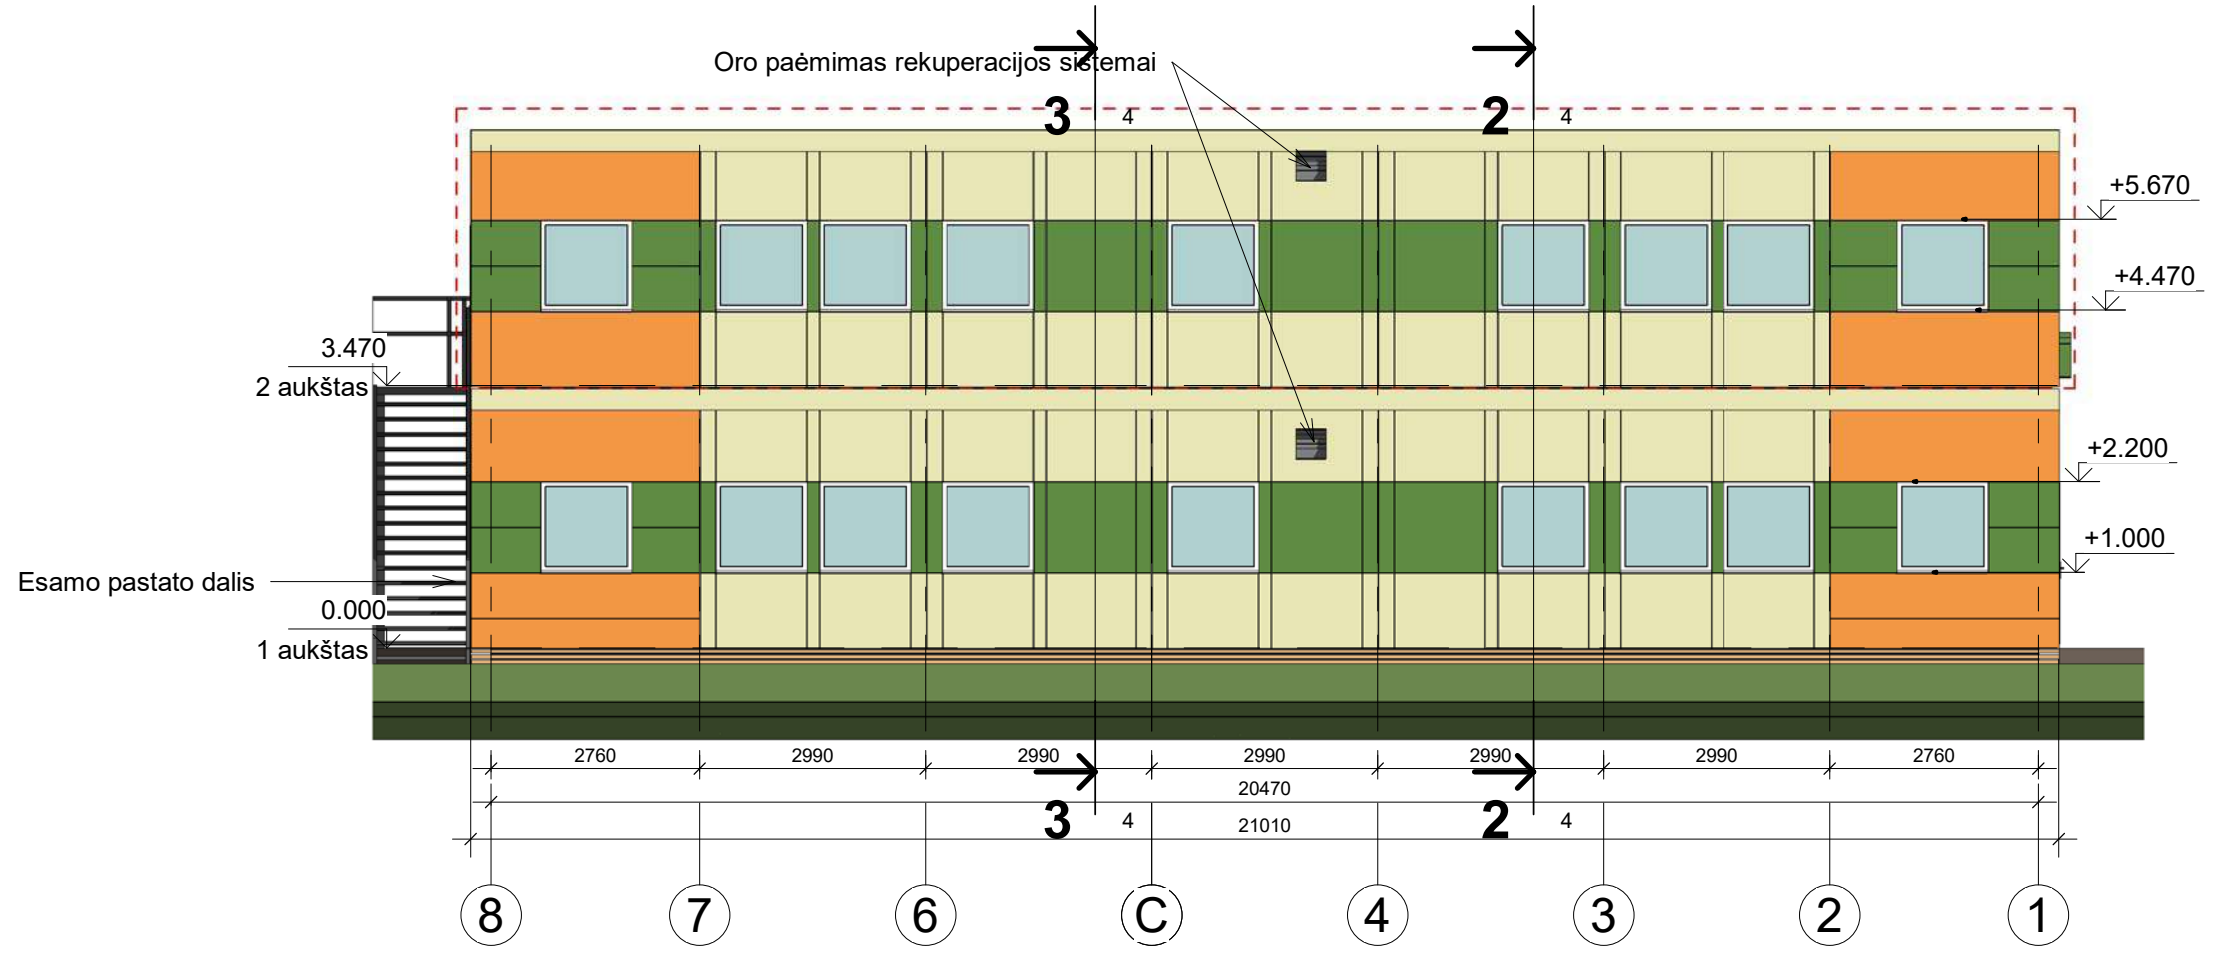 Oro paėmimas rekuperacijos sistemai
3 4 2 4
+5.670
+4.470
3.470
2 aukštas
+2.200
+1.000
Esamo pastato dalis
0.000
1 aukštas
2760 2990 2990 2990 2990 2990 2760
20470
3 4 2 4
21010
8 7 6 C 4 3 2 1